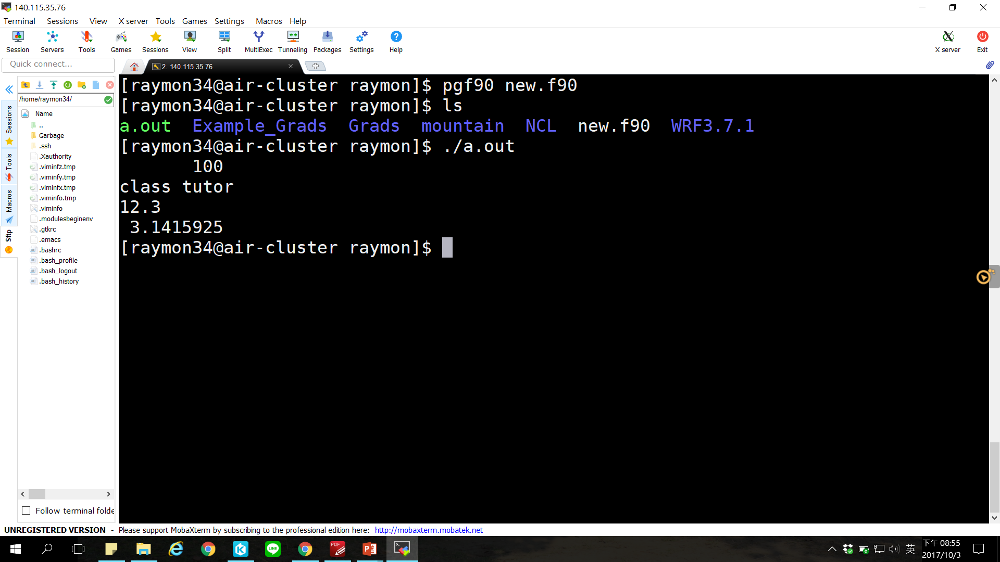 140.115.35.76
Terminal Sessions View X server Tools Games Settings Macros Help
Session Servers Tools Games Sessions View Split MultiExec Tunneling Packages Settings Help X server Exit
Quick connect...
2. 140.115.35.76
/home/raymon34/
Name
..
Garbage
.ssh
.Xauthority
.viminfz.tmp
.viminfy.tmp
.viminfx.tmp
.viminfo.tmp
.viminfo
.modulesbeginenv
.gtkrc
.emacs
.bashrc
.bash_profile
.bash_logout
.bash_history
Sessions
Tools
Macros
Sftp
Follow terminal folde
[raymon34@air-cluster raymon]$ pgf90 new.f90
[raymon34@air-cluster raymon]$ ls
a.out Example_Grads Grads mountain NCL new.f90 WRF3.7.1
[raymon34@air-cluster raymon]$ ./a.out
100
class tutor
12.3
3.1415925
[raymon34@air-cluster raymon]$
UNREGISTERED VERSION - Please support MobaXterm by subscribing to the professional edition here: http://mobaxterm.mobatek.net
PDF
LINE
英
下午 08:55
2017/10/3